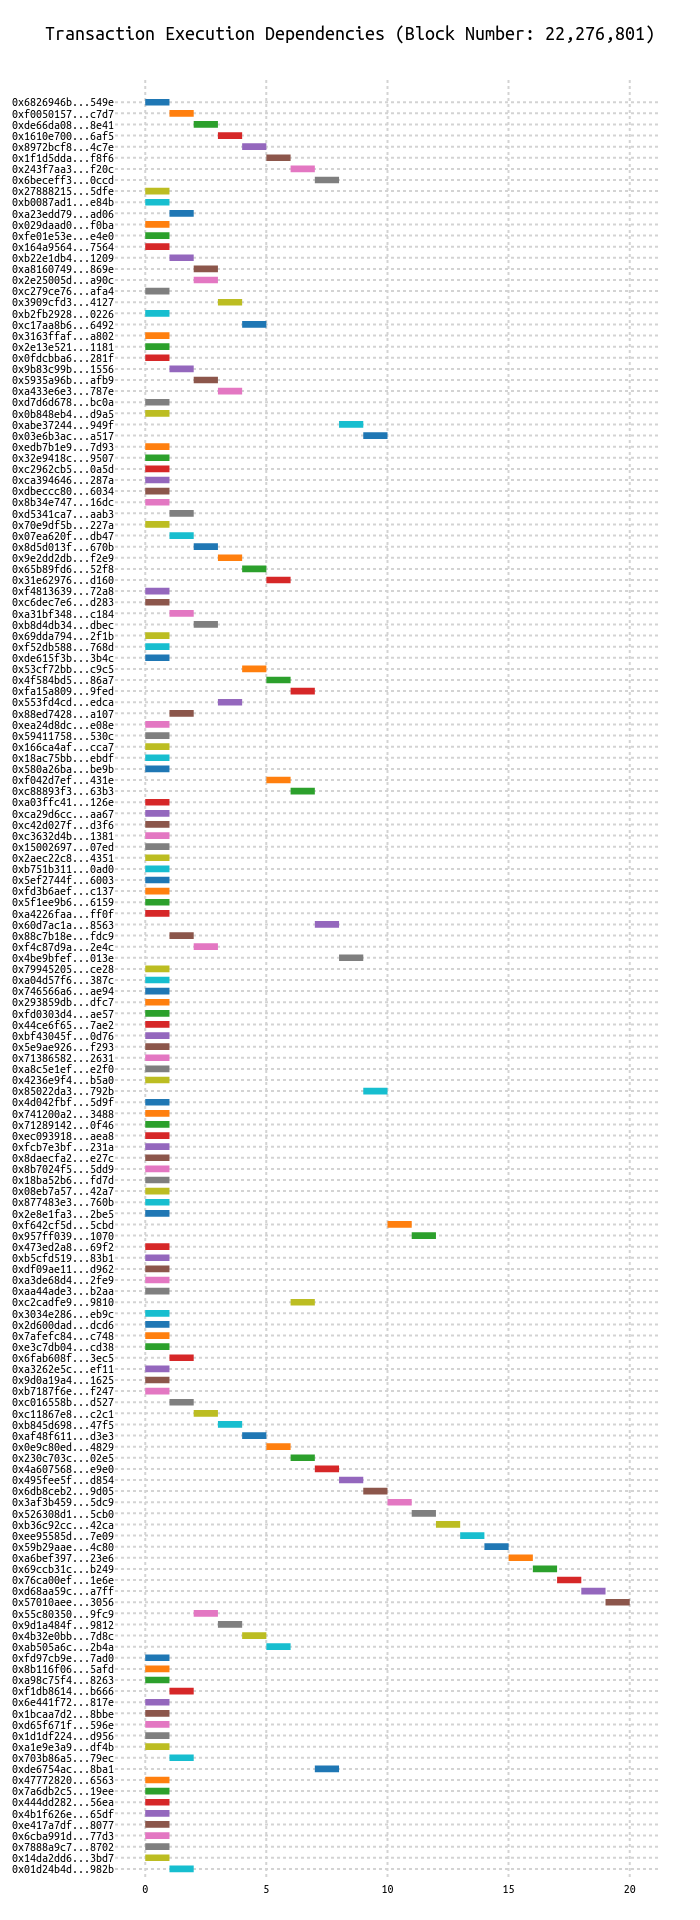 Transaction Execution Dependencies (Block Number: 22,276,801)
0x6826946b...549e
0xf0050157...c7d7
0xde66da08...8e41
0x1610e700...6af5
0x8972bcf8...4c7e
0x1f1d5dda...f8f6
0x243f7aa3...f20c
0x6beceff3...0ccd
0x27888215...5dfe
0xb0087ad1...e84b
0xa23edd79...ad06
0x029daad0...f0ba
0xfe01e53e...e4e0
0x164a9564...7564
0xb22e1db4...1209
0xa8160749...869e
0x2e25005d...a90c
0xc279ce76...afa4
0x3909cfd3...4127
0xb2fb2928...0226
0xc17aa8b6...6492
0x3163ffaf...a802
0x2e13e521...1181
0x0fdcbba6...281f
0x9b83c99b...1556
0x5935a96b...afb9
0xa433e6e3...787e
0xd7d6d678...bc0a
0x0b848eb4...d9a5
0xabe37244...949f
0x03e6b3ac...a517
0xedb7b1e9...7d93
0x32e9418c...9507
0xc2962cb5...0a5d
0xca394646...287a
0xdbeccc80...6034
0x8b34e747...16dc
0xd5341ca7...aab3
0x70e9df5b...227a
0x07ea620f...db47
0x8d5d013f...670b
0x9e2dd2db...f2e9
0x65b89fd6...52f8
0x31e62976...d160
0xf4813639...72a8
0xc6dec7e6...d283
0xa31bf348...c184
0xb8d4db34...dbec
0x69dda794...2f1b
0xf52db588...768d
0xde615f3b...3b4c
0x53cf72bb...c9c5
0x4f584bd5...86a7
0xfa15a809...9fed
0x553fd4cd...edca
0x88ed7428...a107
0xea24d8dc...e08e
0x59411758...530c
0x166ca4af...cca7
0x18ac75bb...ebdf
0x580a26ba...be9b
0xf042d7ef...431e
0xc88893f3...63b3
0xa03ffc41...126e
0xca29d6cc...aa67
0xc42d027f...d3f6
0xc3632d4b...1381
0x15002697...07ed
0x2aec22c8...4351
0xb751b311...0ad0
0x5ef2744f...6003
0xfd3b6aef...c137
0x5f1ee9b6...6159
0xa4226faa...ff0f
0x60d7ac1a...8563
0x88c7b18e...fdc9
0xf4c87d9a...2e4c
0x4be9bfef...013e
0x79945205...ce28
0xa04d57f6...387c
0x746566a6...ae94
0x293859db...dfc7
0xfd0303d4...ae57
0x44ce6f65...7ae2
0xbf43045f...0d76
0x5e9ae926...f293
0x71386582...2631
0xa8c5e1ef...e2f0
0x4236e9f4...b5a0
0x85022da3...792b
0x4d042fbf...5d9f
0x741200a2...3488
0x71289142...0f46
0xec093918...aea8
0xfcb7e3bf...231a
0x8daecfa2...e27c
0x8b7024f5...5dd9
0x18ba52b6...fd7d
0x08eb7a57...42a7
0x877483e3...760b
0x2e8e1fa3...2be5
0xf642cf5d...5cbd
0x957ff039...1070
0x473ed2a8...69f2
0xb5cfd519...83b1
0xdf09ae11...d962
0xa3de68d4...2fe9
0xaa44ade3...b2aa
0xc2cadfe9...9810
0x3034e286...eb9c
0x2d600dad...dcd6
0x7afefc84...c748
0xe3c7db04...cd38
0x6fab608f...3ec5
0xa3262e5c...ef11
0x9d0a19a4...1625
0xb7187f6e...f247
0xc016558b...d527
0xc11867e8...c2c1
0xb845d698...47f5
0xaf48f611...d3e3
0x0e9c80ed...4829
0x230c703c...02e5
0x4a607568...e9e0
0x495fee5f...d854
0x6db8ceb2...9d05
0x3af3b459...5dc9
0x526308d1...5cb0
0xb36c92cc...42ca
0xee95585d...7e09
0x59b29aae...4c80
0xa6bef397...23e6
0x69ccb31c...b249
0x76ca00ef...1e6e
0xd68aa59c...a7ff
0x57010aee...3056
0x55c80350...9fc9
0x9d1a484f...9812
0x4b32e0bb...7d8c
0xab505a6c...2b4a
0xfd97cb9e...7ad0
0x8b116f06...5afd
0xa98c75f4...8263
0xf1db8614...b666
0x6e441f72...817e
0x1bcaa7d2...8bbe
0xd65f671f...596e
0x1d1df224...d956
0xa1e9e3a9...df4b
0x703b86a5...79ec
0xde6754ac...8ba1
0x47772820...6563
0x7a6db2c5...19ee
0x444dd282...56ea
0x4b1f626e...65df
0xe417a7df...8077
0x6cba991d...77d3
0x7888a9c7...8702
0x14da2dd6...3bd7
0x01d24b4d...982b
0 5 10 15 20